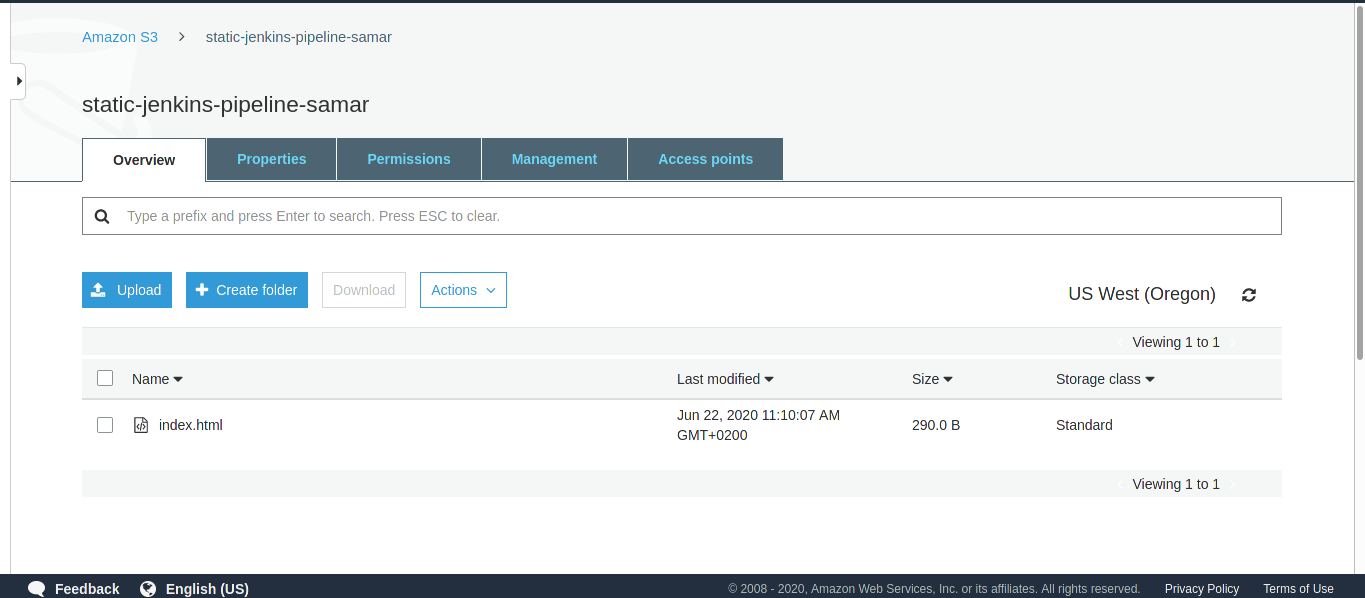 Amazon S3 > static-jenkins-pipeline-samar
static-jenkins-pipeline-samar
Overview Properties Permissions Management Access points
Type a prefix and press Enter to search. Press ESC to clear.
Upload Create folder Download Actions
US West (Oregon)
Viewing 1 to 1
Name Last modified Size Storage class
index.html Jun 22, 2020 11:10:07 AM GMT+0200 290.0 B Standard
Viewing 1 to 1
Feedback English (US) © 2008 - 2020, Amazon Web Services, Inc. or its affiliates. All rights reserved. Privacy Policy Terms of Use